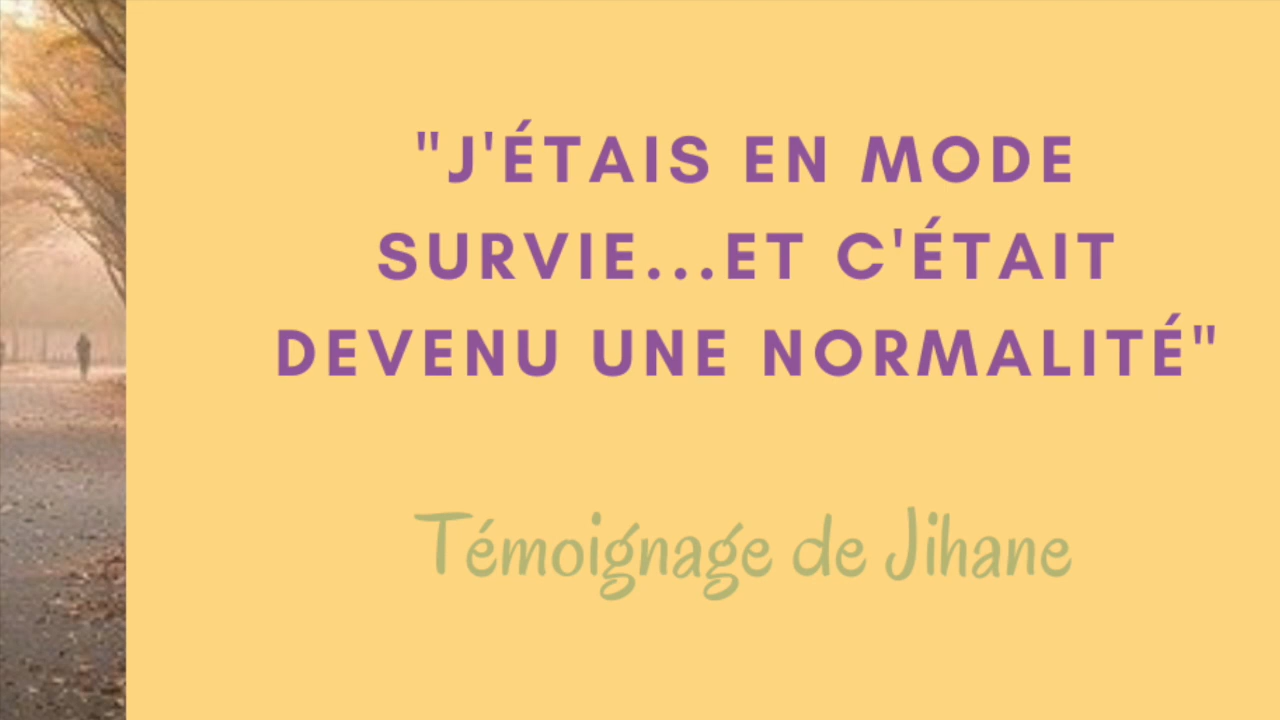 "J'ÉTAIS EN MODE
SURVIE...ET C'ÉTAIT
DEVENU UNE NORMALITÉ"
Témoignage de Jihane